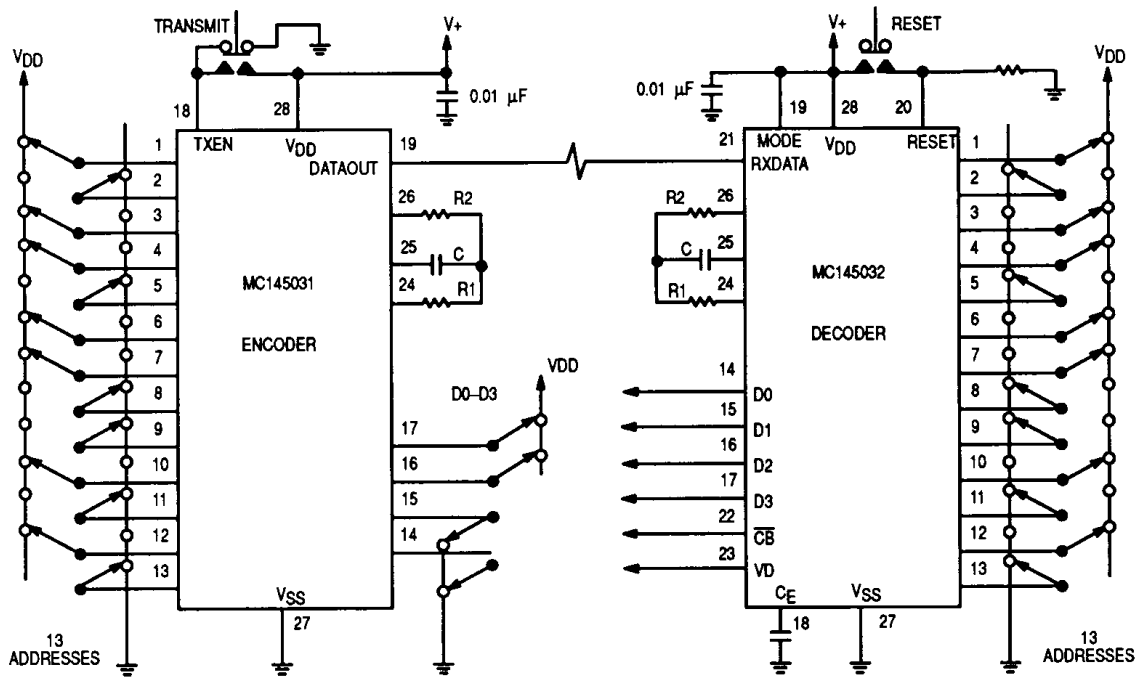 TRANSMIT
V+
V+
RESET
VDD
VDD
0.01 µF
0.01 µF
18
28
19
28
20
TXEN
VDD
19
DATAOUT
21
MODE
VDD
RESET
RXDATA
1
2
3
4
5
6
7
8
9
10
11
12
13
26
R2
25
C
24
R1
MC145031
ENCODER
R2
26
C
25
R1
24
MC145032
DECODER
1
2
3
4
5
6
7
8
9
10
11
12
13
D0–D3
VDD
17
16
15
14
14
D0
15
D1
16
D2
17
D3
22
CB
23
VD
VSS
27
CE
18
VSS
27
13
ADDRESSES
13
ADDRESSES